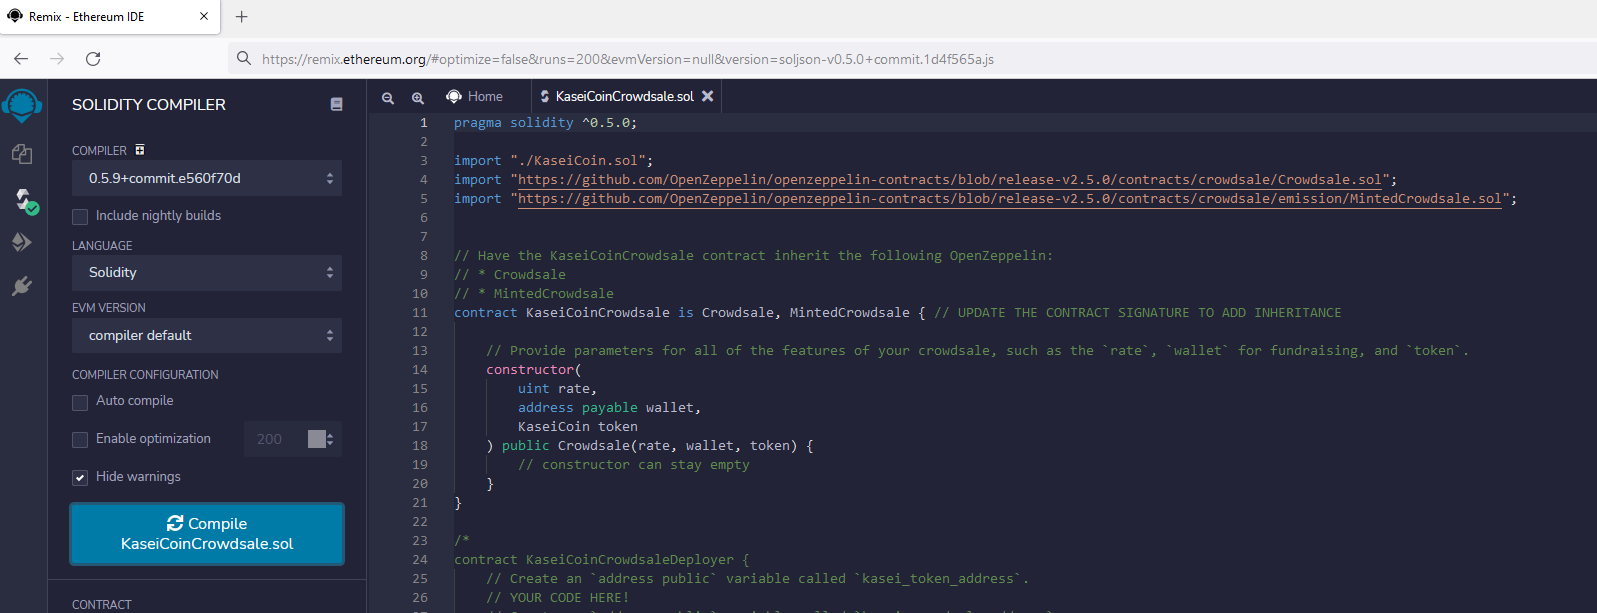 Remix - Ethereum IDE
https://remix.ethereum.org/#optimize=false&runs=200&evmVersion=null&version=soljson-v0.5.0+commit.1d4f565a.js
SOLIDITY COMPILER
COMPILER
0.5.9+commit.e560f70d
Include nightly builds
LANGUAGE
Solidity
EVM VERSION
compiler default
COMPILER CONFIGURATION
Auto compile
Enable optimization
200
Hide warnings
Compile
KaseiCoinCrowdsale.sol
CONTRACT
Home
KaseiCoinCrowdsale.sol
1 pragma solidity ^0.5.0;
2
3 import "./KaseiCoin.sol";
4 import "https://github.com/OpenZeppelin/openzeppelin-contracts/blob/release-v2.5.0/contracts/crowdsale/Crowdsale.sol";
5 import "https://github.com/OpenZeppelin/openzeppelin-contracts/blob/release-v2.5.0/contracts/crowdsale/emission/MintedCrowdsale.sol";
6
7
8 // Have the KaseiCoinCrowdsale contract inherit the following OpenZeppelin:
9 // * Crowdsale
10 // * MintedCrowdsale
11 contract KaseiCoinCrowdsale is Crowdsale, MintedCrowdsale { // UPDATE THE CONTRACT SIGNATURE TO ADD INHERITANCE
12
13 // Provide parameters for all of the features of your crowdsale, such as the `rate`, `wallet` for fundraising, and `token`.
14 constructor(
15 uint rate,
16 address payable wallet,
17 KaseiCoin token
18 ) public Crowdsale(rate, wallet, token) {
19 // constructor can stay empty
20 }
21 }
22
23 /*
24 contract KaseiCoinCrowdsaleDeployer {
25 // Create an `address public` variable called `kasei_token_address`.
26 // YOUR CODE HERE!